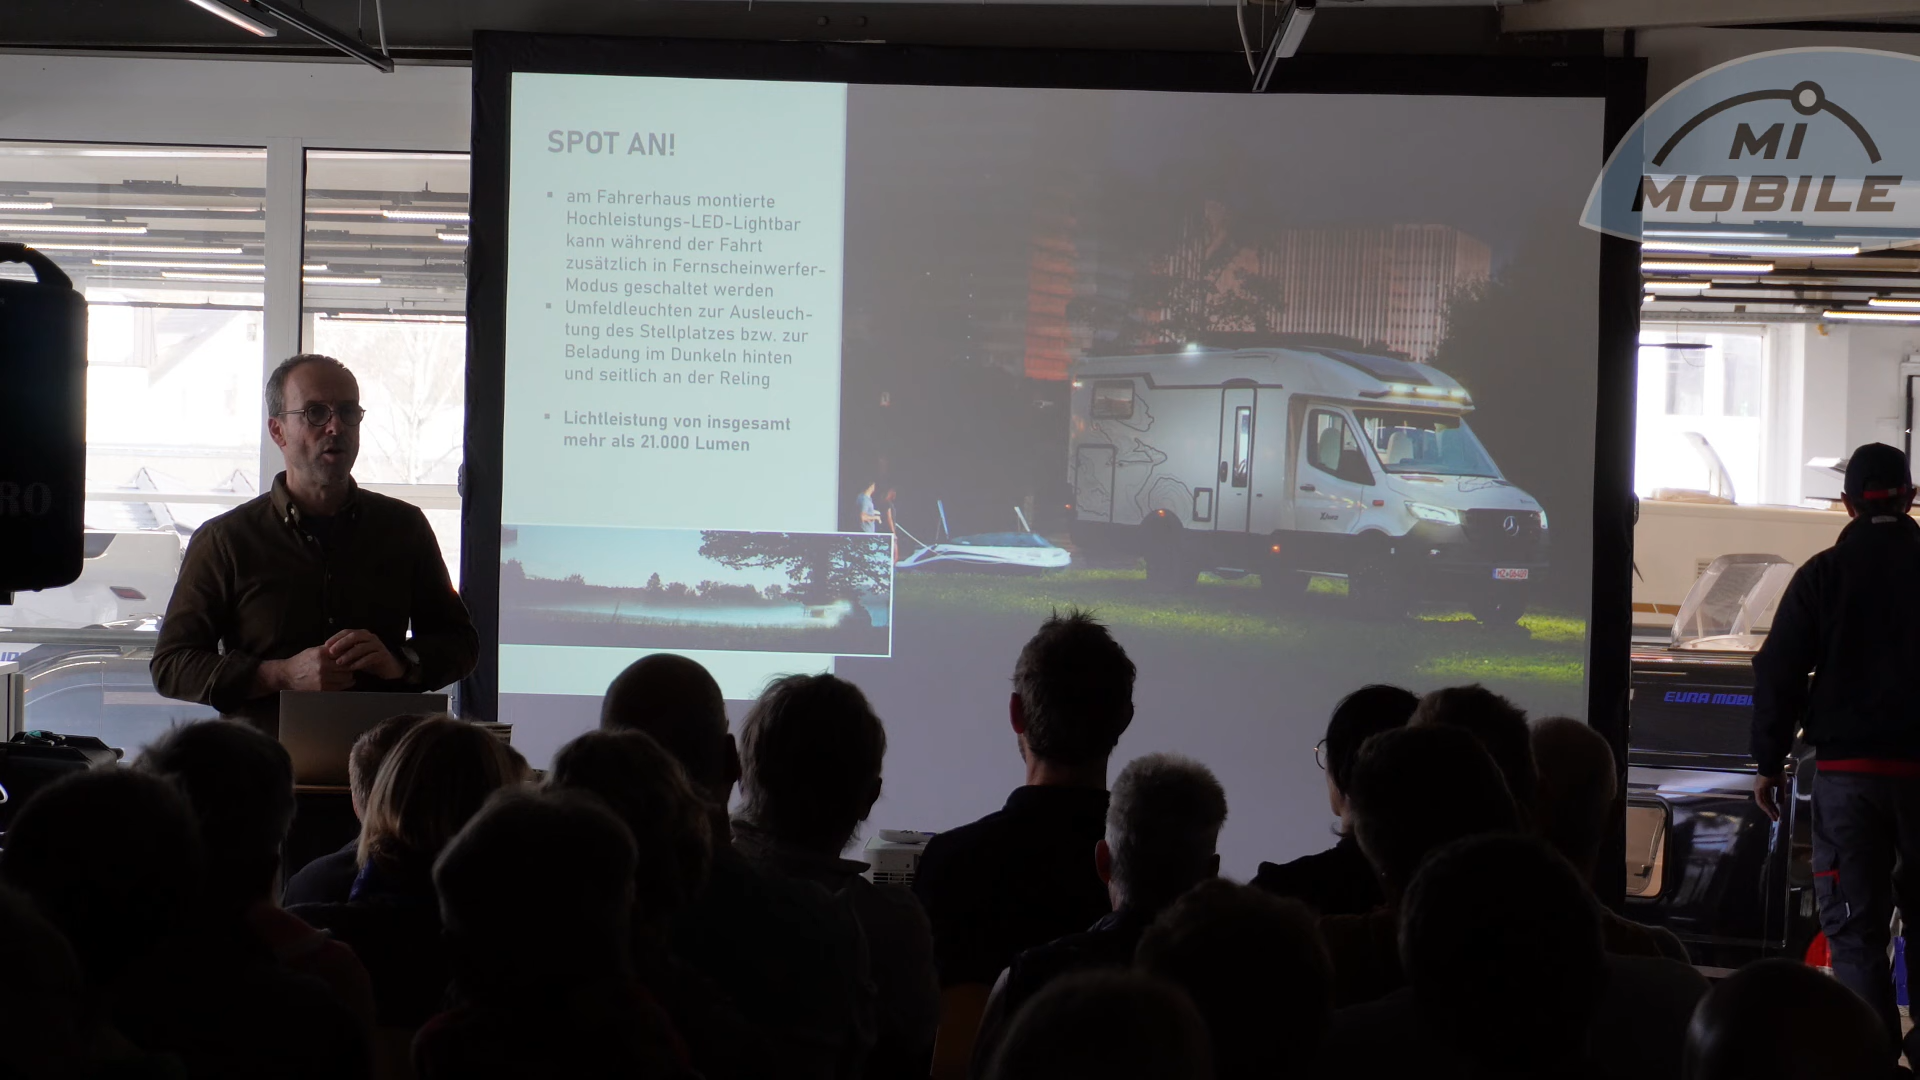 MI
MOBILE
SPOT AN!
am Fahrerhaus montierte
Hochleistungs-LED-Lightbar
kann während der Fahrt
zusätzlich in Fernscheinwerfer-
Modus geschaltet werden
Umfeldleuchten zur Ausleuch-
tung des Stellplatzes bzw. zur
Beladung im Dunkeln hinten
und seitlich an der Reling
Lichtleistung von insgesamt
mehr als 21.000 Lumen
RO
EURA MOBI